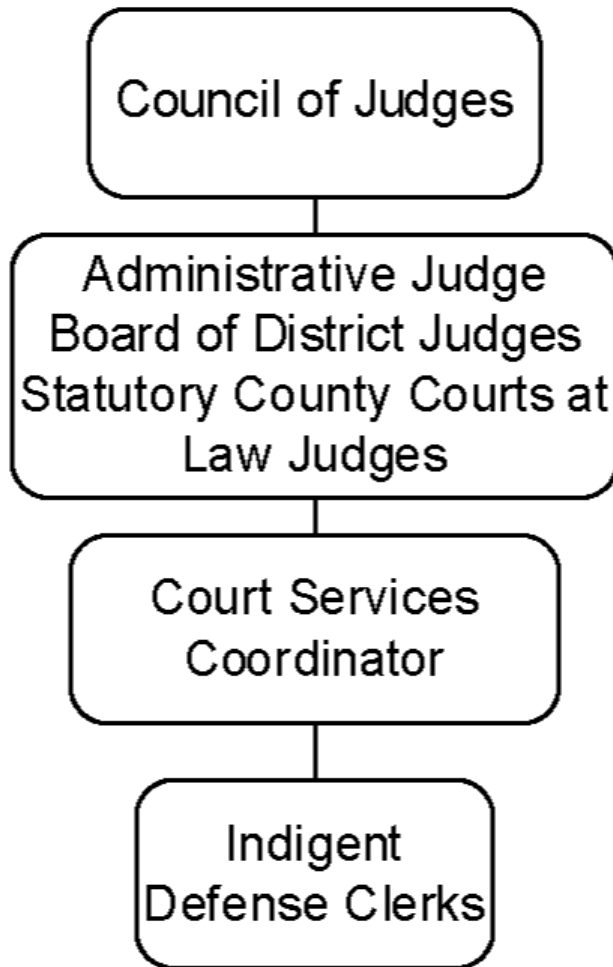 Council of Judges
Administrative Judge
Board of District Judges
Statutory County Courts at
Law Judges
Court Services
Coordinator
Indigent
Defense Clerks